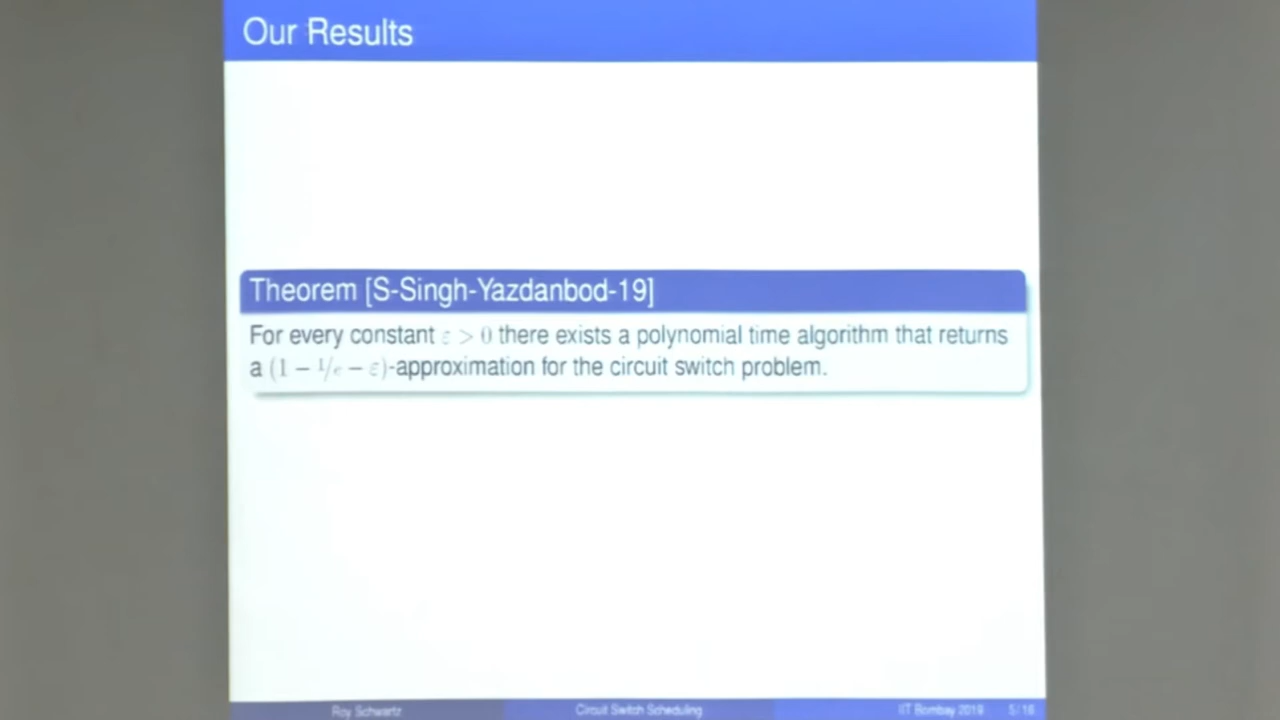 Our Results
Theorem [S-Singh-Yazdanbod-19]
For every constant ε > 0 there exists a polynomial time algorithm that returns
a (1 − 1/e − ε)-approximation for the circuit switch problem.
Roy Schwartz Circuit Switch Scheduling IIT Bombay 2019 5/16